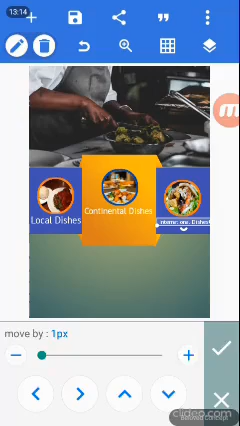 13:14
Continental Dishes
Local Dishes
move by : 1px
clideo.com